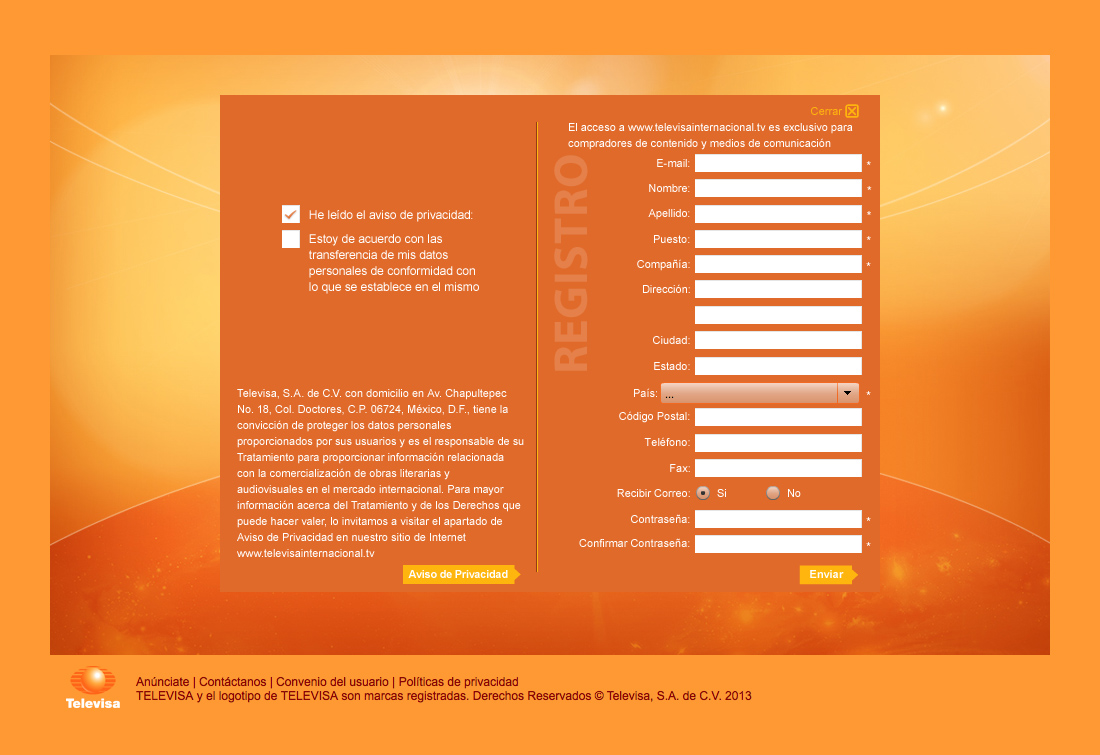 Cerrar
El acceso a www.televisainternacional.tv es exclusivo para
compradores de contenido y medios de comunicación
REGISTRO
E-mail: *
Nombre: *
Apellido: *
Puesto: *
Compañía: *
Dirección:
Ciudad:
Estado:
País: ... *
Código Postal:
Teléfono:
Fax:
Recibir Correo: Si No
Contraseña: *
Confirmar Contraseña: *
Enviar
He leído el aviso de privacidad:
Estoy de acuerdo con las
transferencia de mis datos
personales de conformidad con
lo que se establece en el mismo
Televisa, S.A. de C.V. con domicilio en Av. Chapultepec
No. 18, Col. Doctores, C.P. 06724, México, D.F., tiene la
convicción de proteger los datos personales
proporcionados por sus usuarios y es el responsable de su
Tratamiento para proporcionar información relacionada
con la comercialización de obras literarias y
audiovisuales en el mercado internacional. Para mayor
información acerca del Tratamiento y de los Derechos que
puede hacer valer, lo invitamos a visitar el apartado de
Aviso de Privacidad en nuestro sitio de Internet
www.televisainternacional.tv
Aviso de Privacidad
Televisa
Anúnciate | Contáctanos | Convenio del usuario | Políticas de privacidad
TELEVISA y el logotipo de TELEVISA son marcas registradas. Derechos Reservados © Televisa, S.A. de C.V. 2013